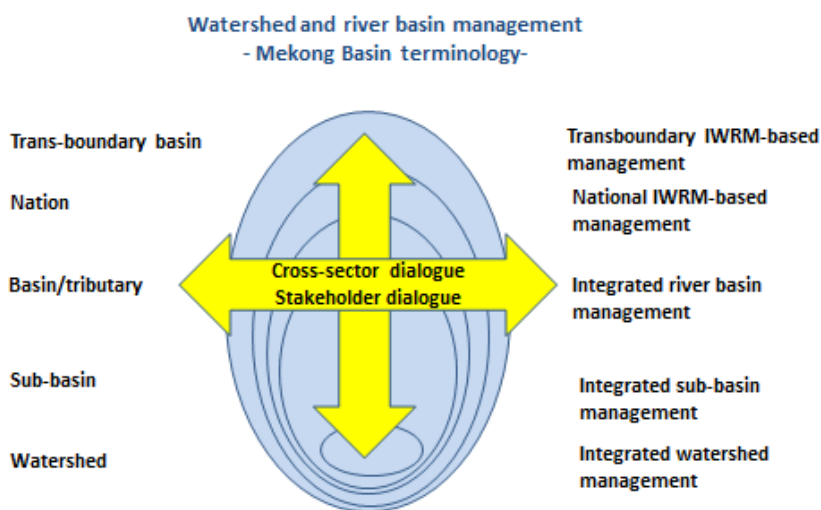 Watershed and river basin management
- Mekong Basin terminology-
Trans-boundary basin
Transboundary IWRM-based
management
Nation
National IWRM-based
management
Cross-sector dialogue
Stakeholder dialogue
Basin/tributary
Integrated river basin
management
Sub-basin
Integrated sub-basin
management
Watershed
Integrated watershed
management